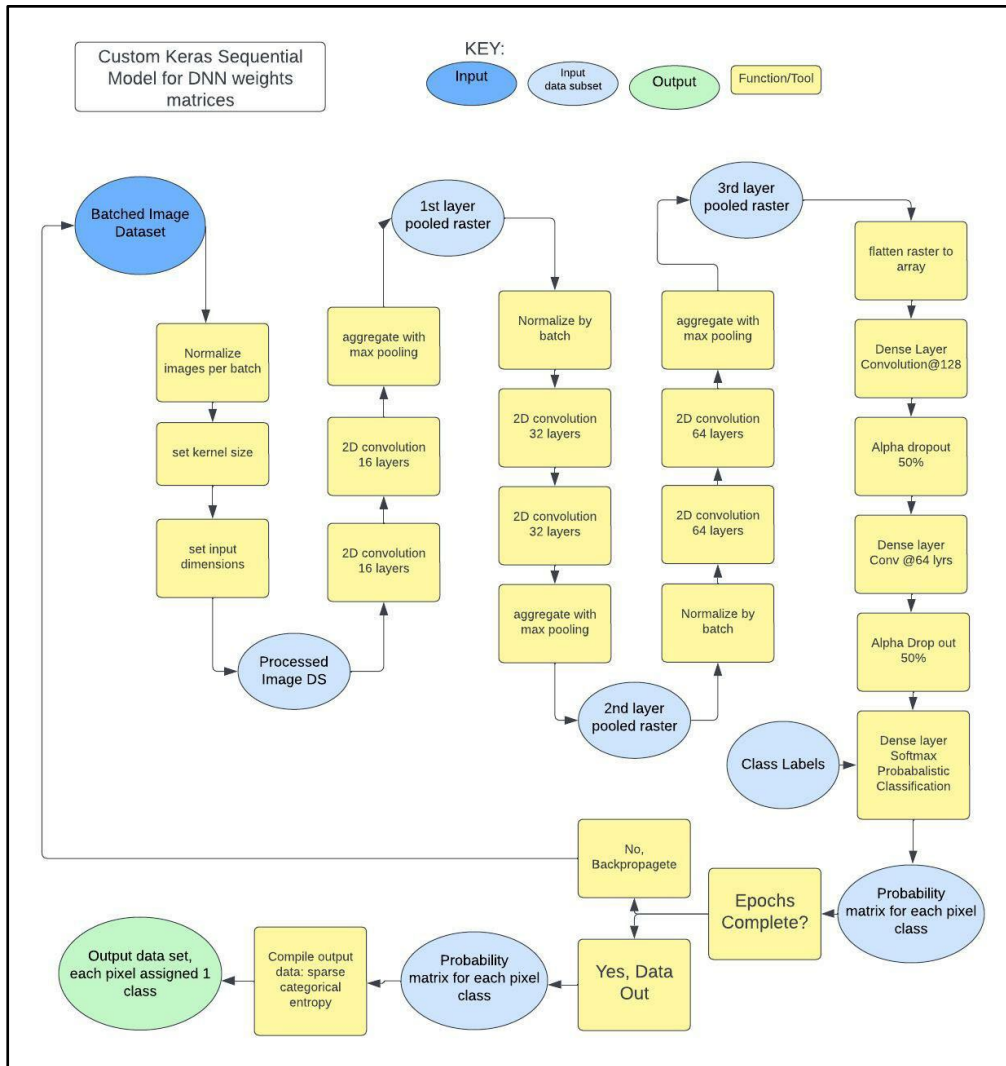 Custom Keras Sequential
Model for DNN weights
matrices
KEY:
Input
Input
data subset
Output
Function/Tool
Batched Image
Dataset
Normalize
images per batch
set kernel size
set input
dimensions
Processed
Image DS
2D convolution
16 layers
2D convolution
16 layers
aggregate with
max pooling
1st layer
pooled raster
Normalize by
batch
2D convolution
32 layers
2D convolution
32 layers
aggregate with
max pooling
2nd layer
pooled raster
Normalize by
batch
2D convolution
64 layers
2D convolution
64 layers
aggregate with
max pooling
3rd layer
pooled raster
flatten raster to
array
Dense Layer
Convolution@128
Alpha dropout
50%
Dense layer
Conv @64 lyrs
Alpha Drop out
50%
Class Labels
Dense layer
Softmax
Probabalistic
Classification
Probability
matrix for each pixel
class
Epochs
Complete?
No,
Backpropagete
Yes, Data
Out
Probability
matrix for each pixel
class
Compile output
data: sparse
categorical
entropy
Output data set,
each pixel assigned 1
class